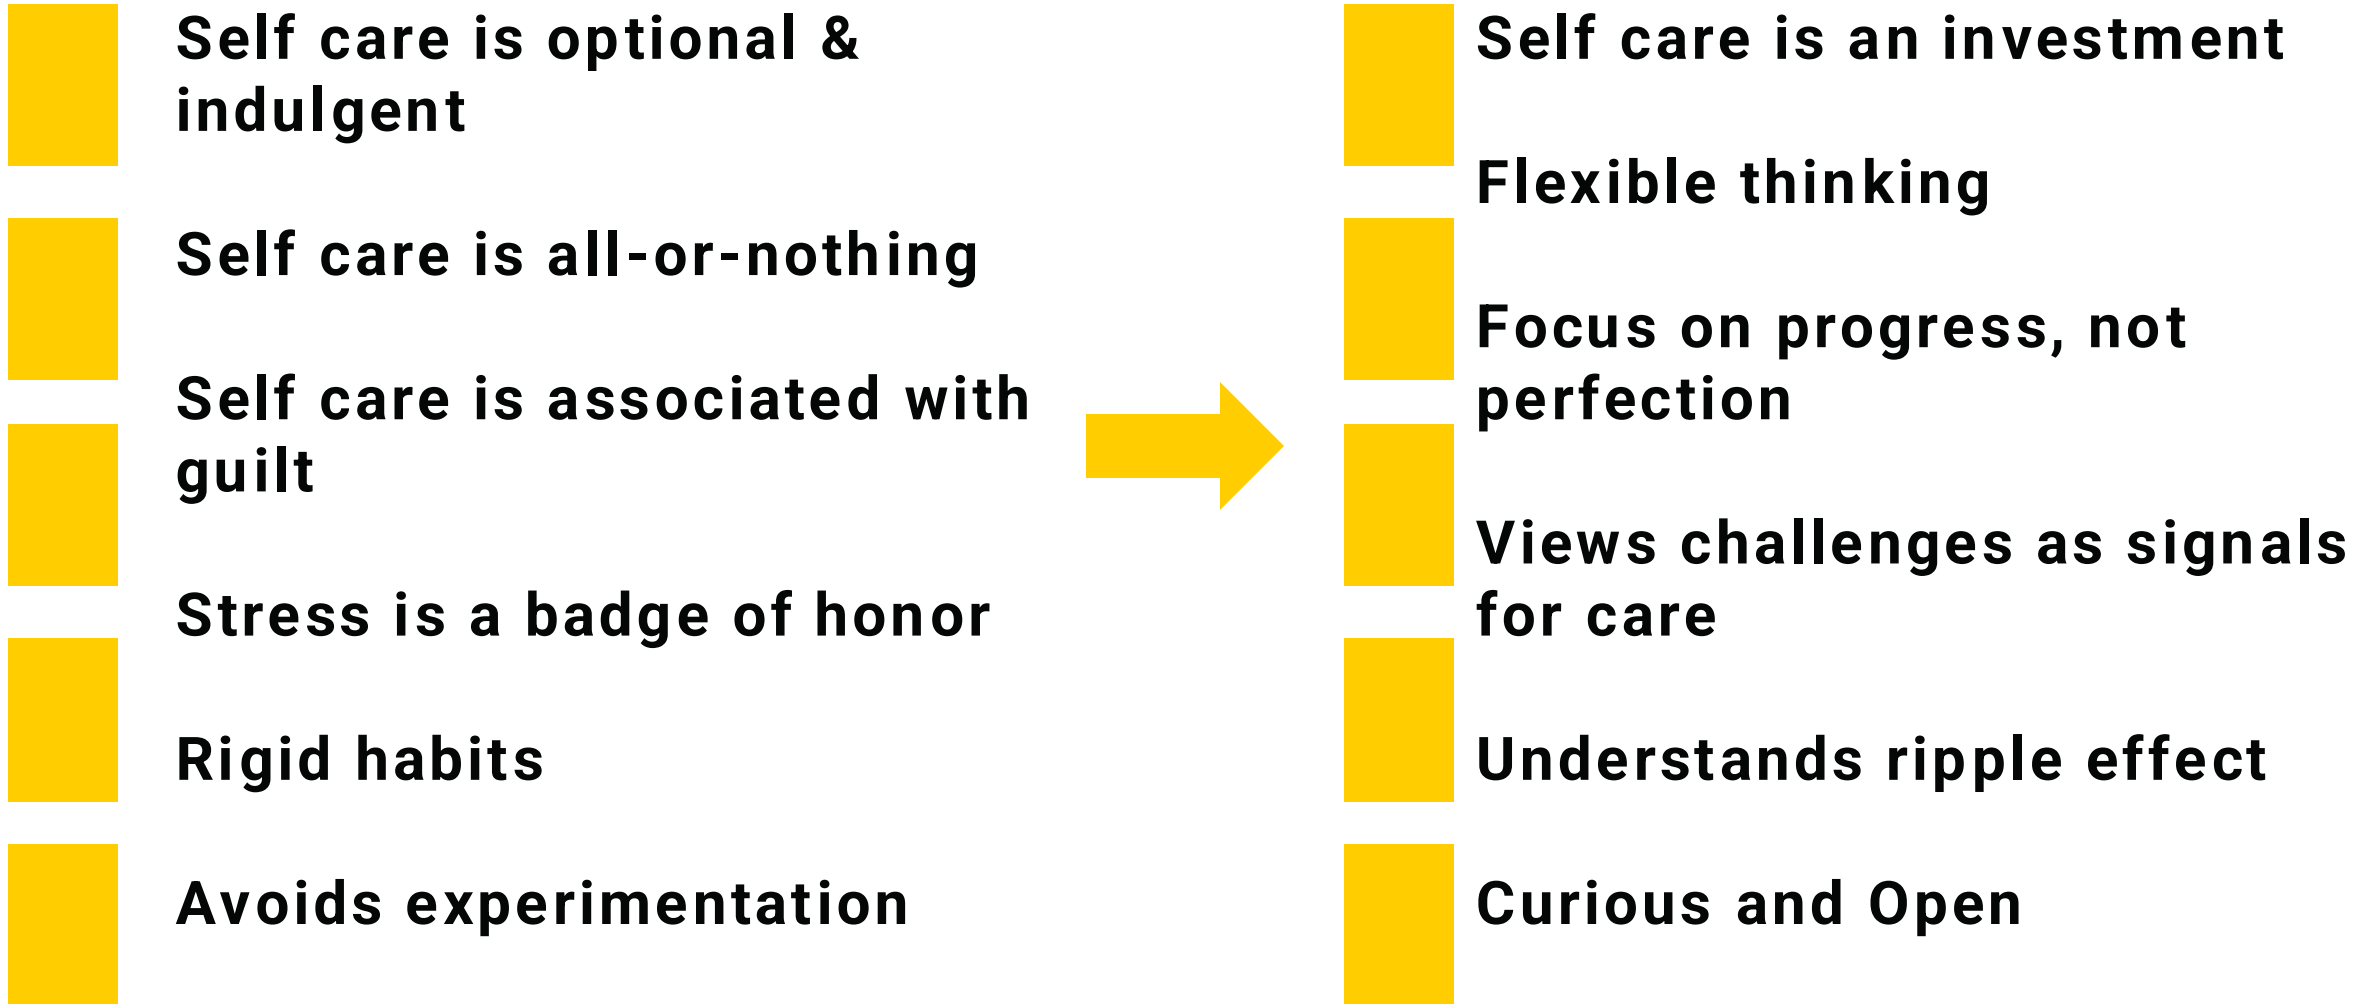 Self care is optional &
indulgent
Self care is all-or-nothing
Self care is associated with
guilt
Stress is a badge of honor
Rigid habits
Avoids experimentation
Self care is an investment
Flexible thinking
Focus on progress, not
perfection
Views challenges as signals
for care
Understands ripple effect
Curious and Open